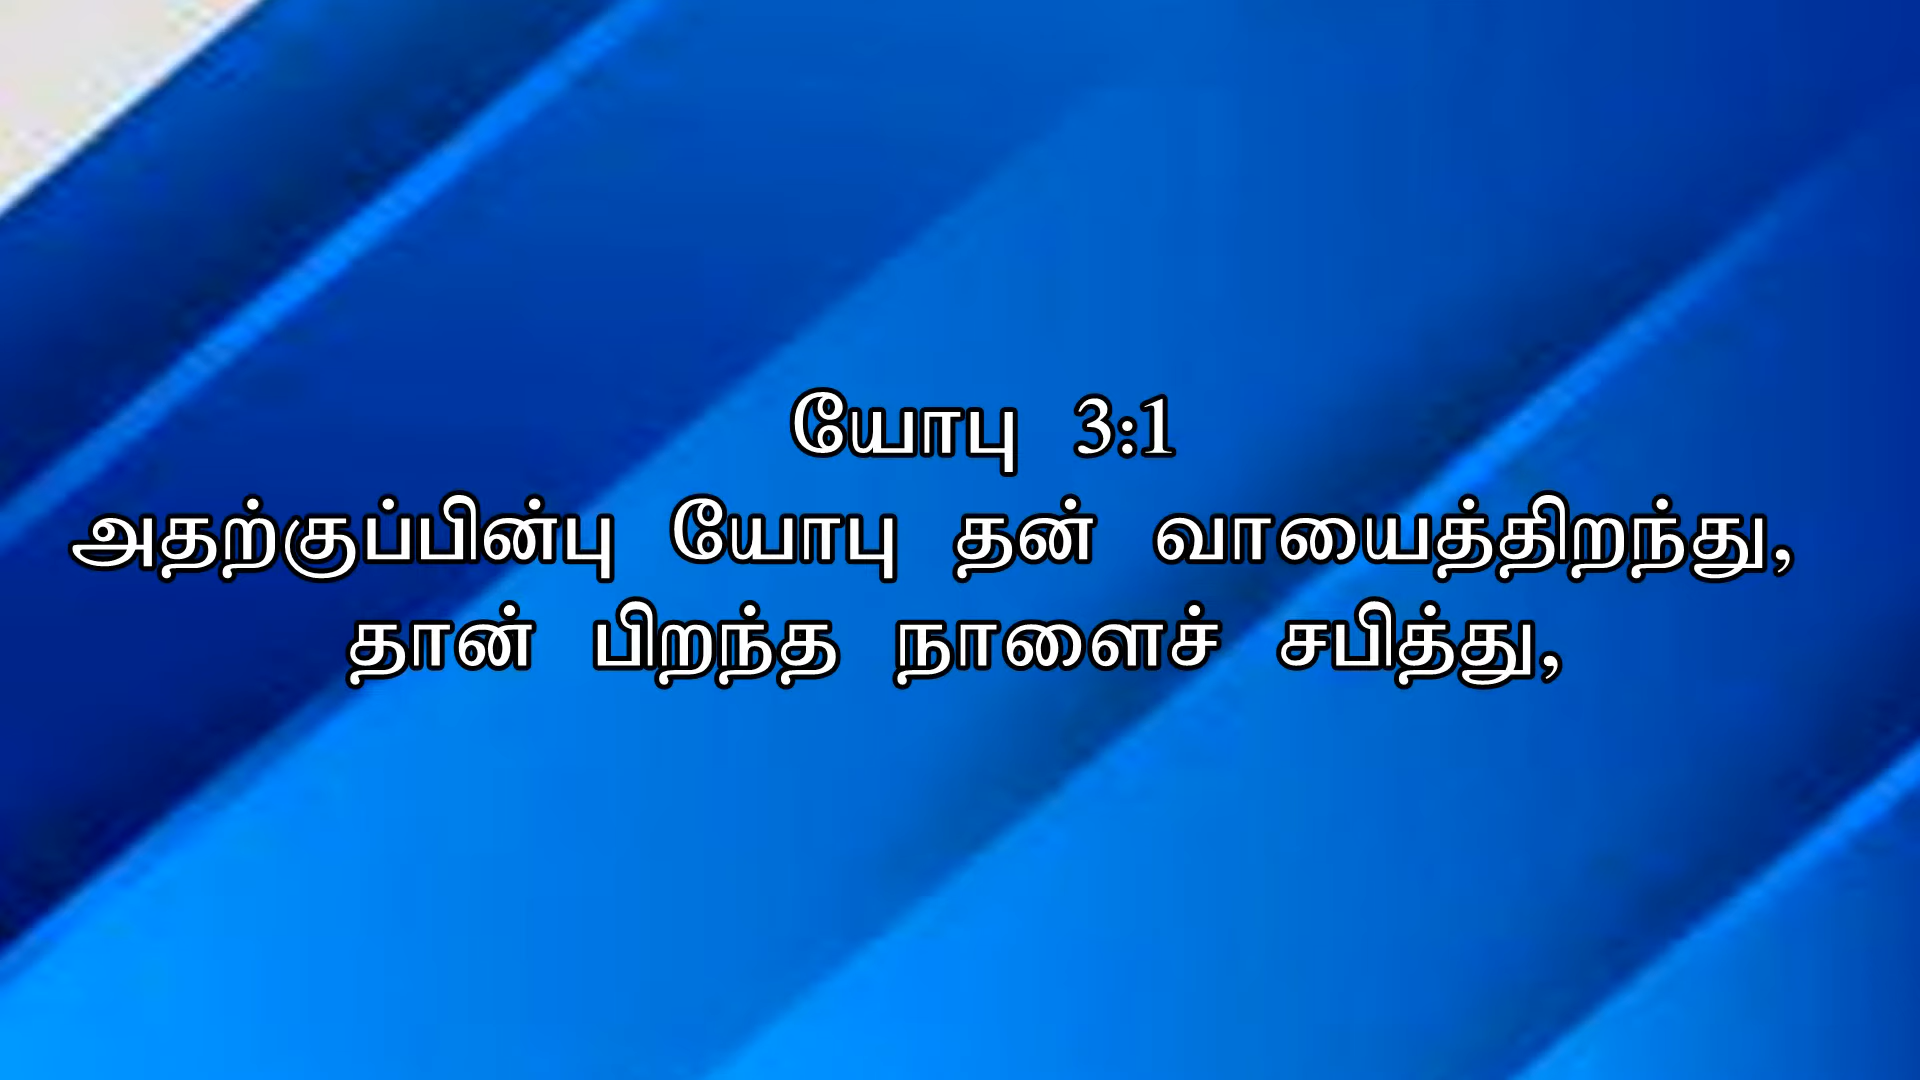 யோபு 3:1
அதற்குப்பின்பு யோபு தன் வாயைத்திறந்து,
தான் பிறந்த நாளைச் சபித்து,